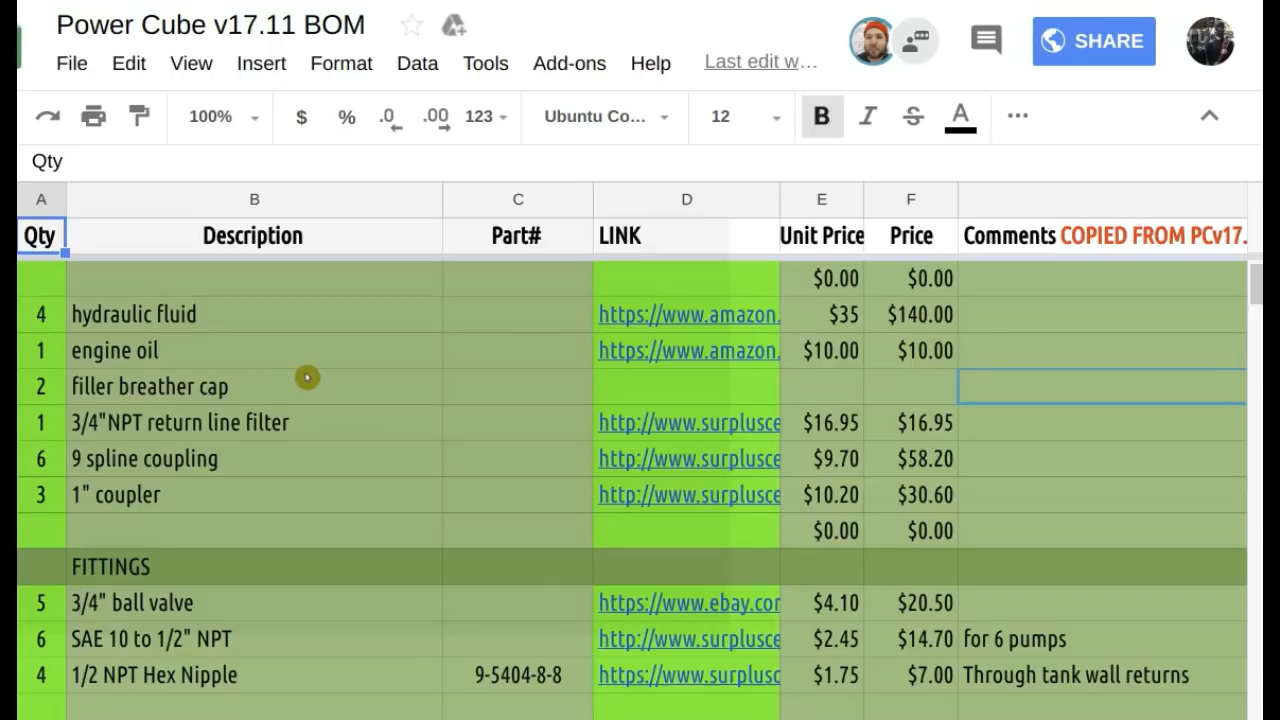 Power Cube v17.11 BOM
File Edit View Insert Format Data Tools Add-ons Help Last edit w…
SHARE
100% $ % .0 .00 123 Ubuntu Co... 12 B I S A
Qty
A B C D E F
Qty Description Part# LINK Unit Price Price Comments COPIED FROM PCv17.
$0.00 $0.00
4 hydraulic fluid https://www.amazon. $35 $140.00
1 engine oil https://www.amazon. $10.00 $10.00
2 filler breather cap
1 3/4"NPT return line filter http://www.surplusce $16.95 $16.95
6 9 spline coupling http://www.surplusce $9.70 $58.20
3 1" coupler http://www.surplusce $10.20 $30.60
$0.00 $0.00
FITTINGS
5 3/4" ball valve https://www.ebay.cor $4.10 $20.50
6 SAE 10 to 1/2" NPT http://www.surplusce $2.45 $14.70 for 6 pumps
4 1/2 NPT Hex Nipple 9-5404-8-8 https://www.surplusc $1.75 $7.00 Through tank wall returns